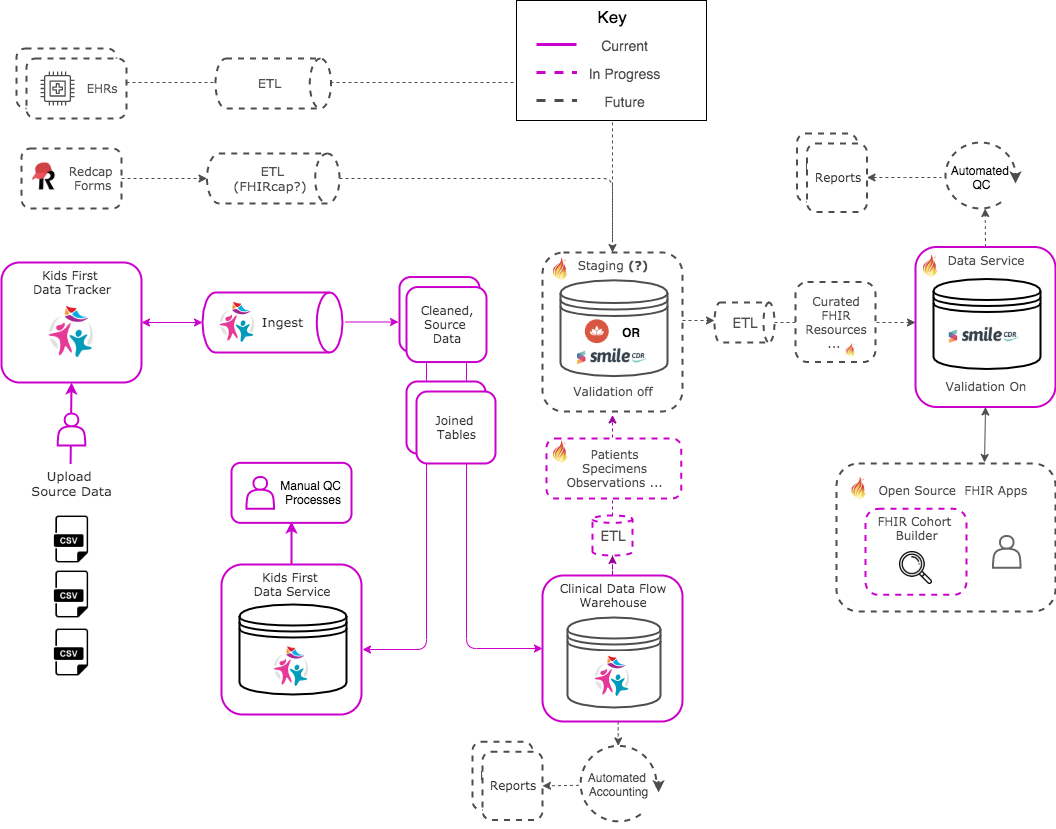 Key
Current
In Progress
Future
EHRs
ETL
Redcap
Forms
ETL
(FHIRcap?)
Reports
Automated
QC
Kids First
Data Tracker
Ingest
Cleaned,
Source
Data
Staging (?)
OR
smile CDR
Validation off
ETL
Curated
FHIR
Resources
...
Data Service
smile CDR
Validation On
Joined
Tables
Upload
Source Data
CSV
CSV
CSV
Manual QC
Processes
Patients
Specimens
Observations ...
ETL
Open Source FHIR Apps
FHIR Cohort
Builder
Kids First
Data Service
Clinical Data Flow
Warehouse
Reports
Automated
Accounting